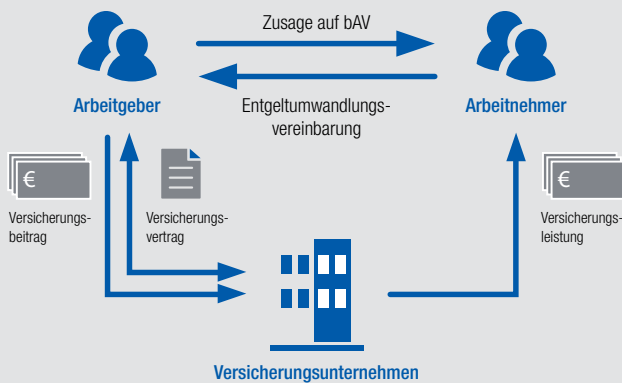 Zusage auf bAV
Arbeitgeber
Entgeltumwandlungs-
vereinbarung
Arbeitnehmer
€
Versicherungs-
beitrag
Versicherungs-
vertrag
€
Versicherungs-
leistung
Versicherungsunternehmen